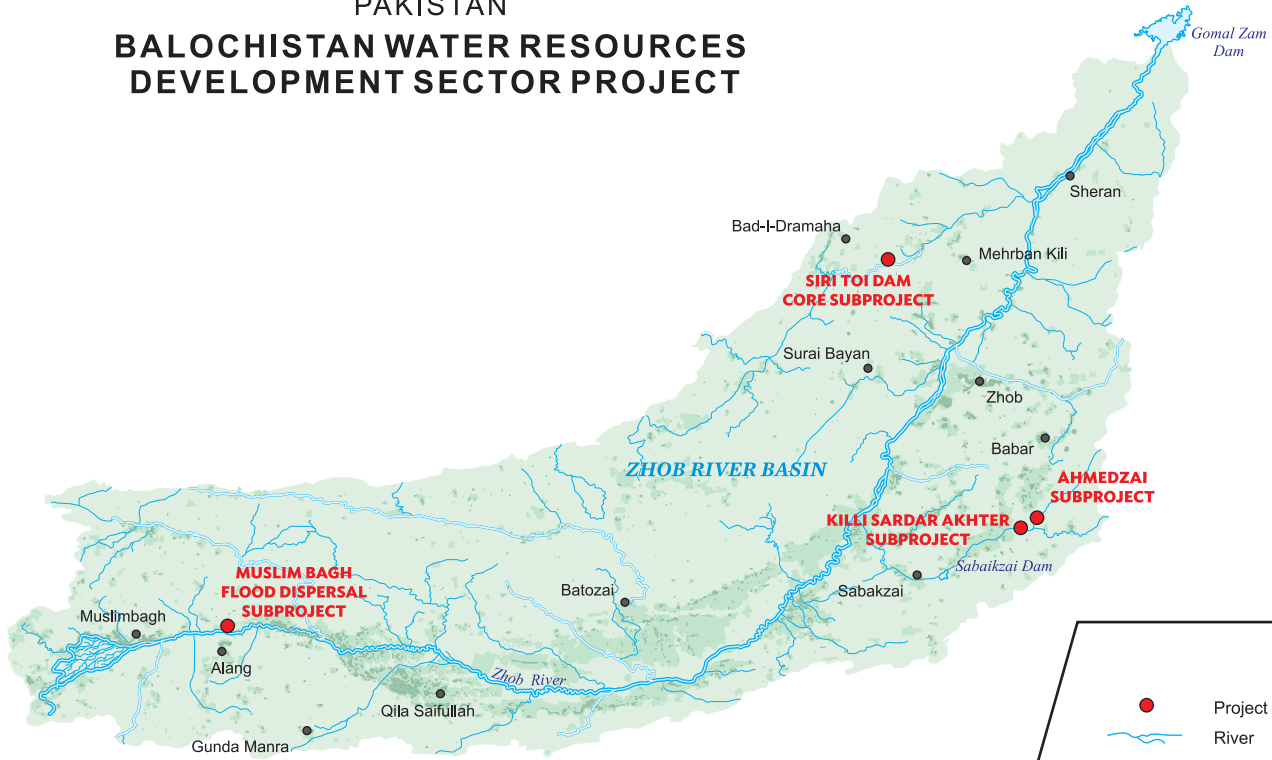 PAKISTAN
BALOCHISTAN WATER RESOURCES
DEVELOPMENT SECTOR PROJECT
Gomal Zam
Dam
Sheran
Bad-I-Dramaha
Mehrban Kili
SIRI TOI DAM
CORE SUBPROJECT
Surai Bayan
Zhob
Babar
ZHOB RIVER BASIN
AHMEDZAI
SUBPROJECT
KILLI SARDAR AKHTER
SUBPROJECT
Sabaikzai Dam
Sabakzai
MUSLIM BAGH
FLOOD DISPERSAL
SUBPROJECT
Batozai
Muslimbagh
Alang
Zhob River
Qila Saifullah
Gunda Manra
Project
River